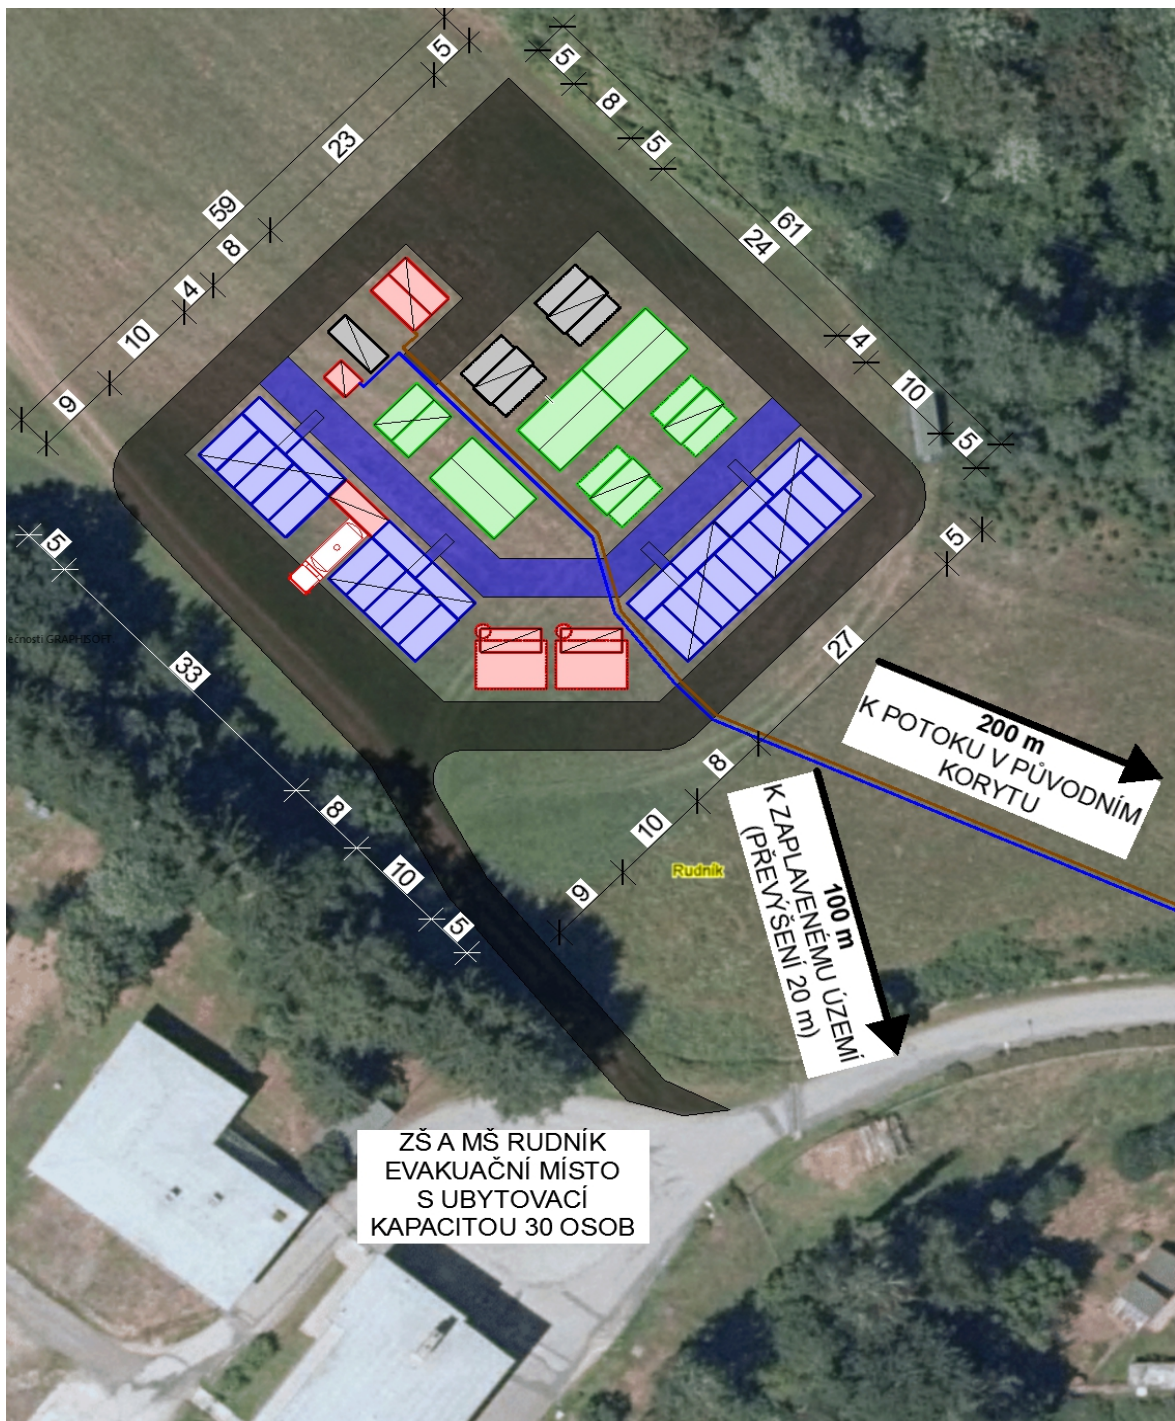 5
23
59
8
4
10
9
5
8
5
61
24
4
10
5
5
33
8
10
5
5
27
8
10
9
ečnosti GRAPHISOFT
200 m
K POTOKU V PŮVODNÍM
KORYTU
100 m
K ZAPLAVENÉMU ÚZEMÍ
(PŘEVÝŠENÍ 20 m)
Rudník
ZŠ A MŠ RUDNÍK
EVAKUAČNÍ MÍSTO
S UBYTOVACÍ
KAPACITOU 30 OSOB